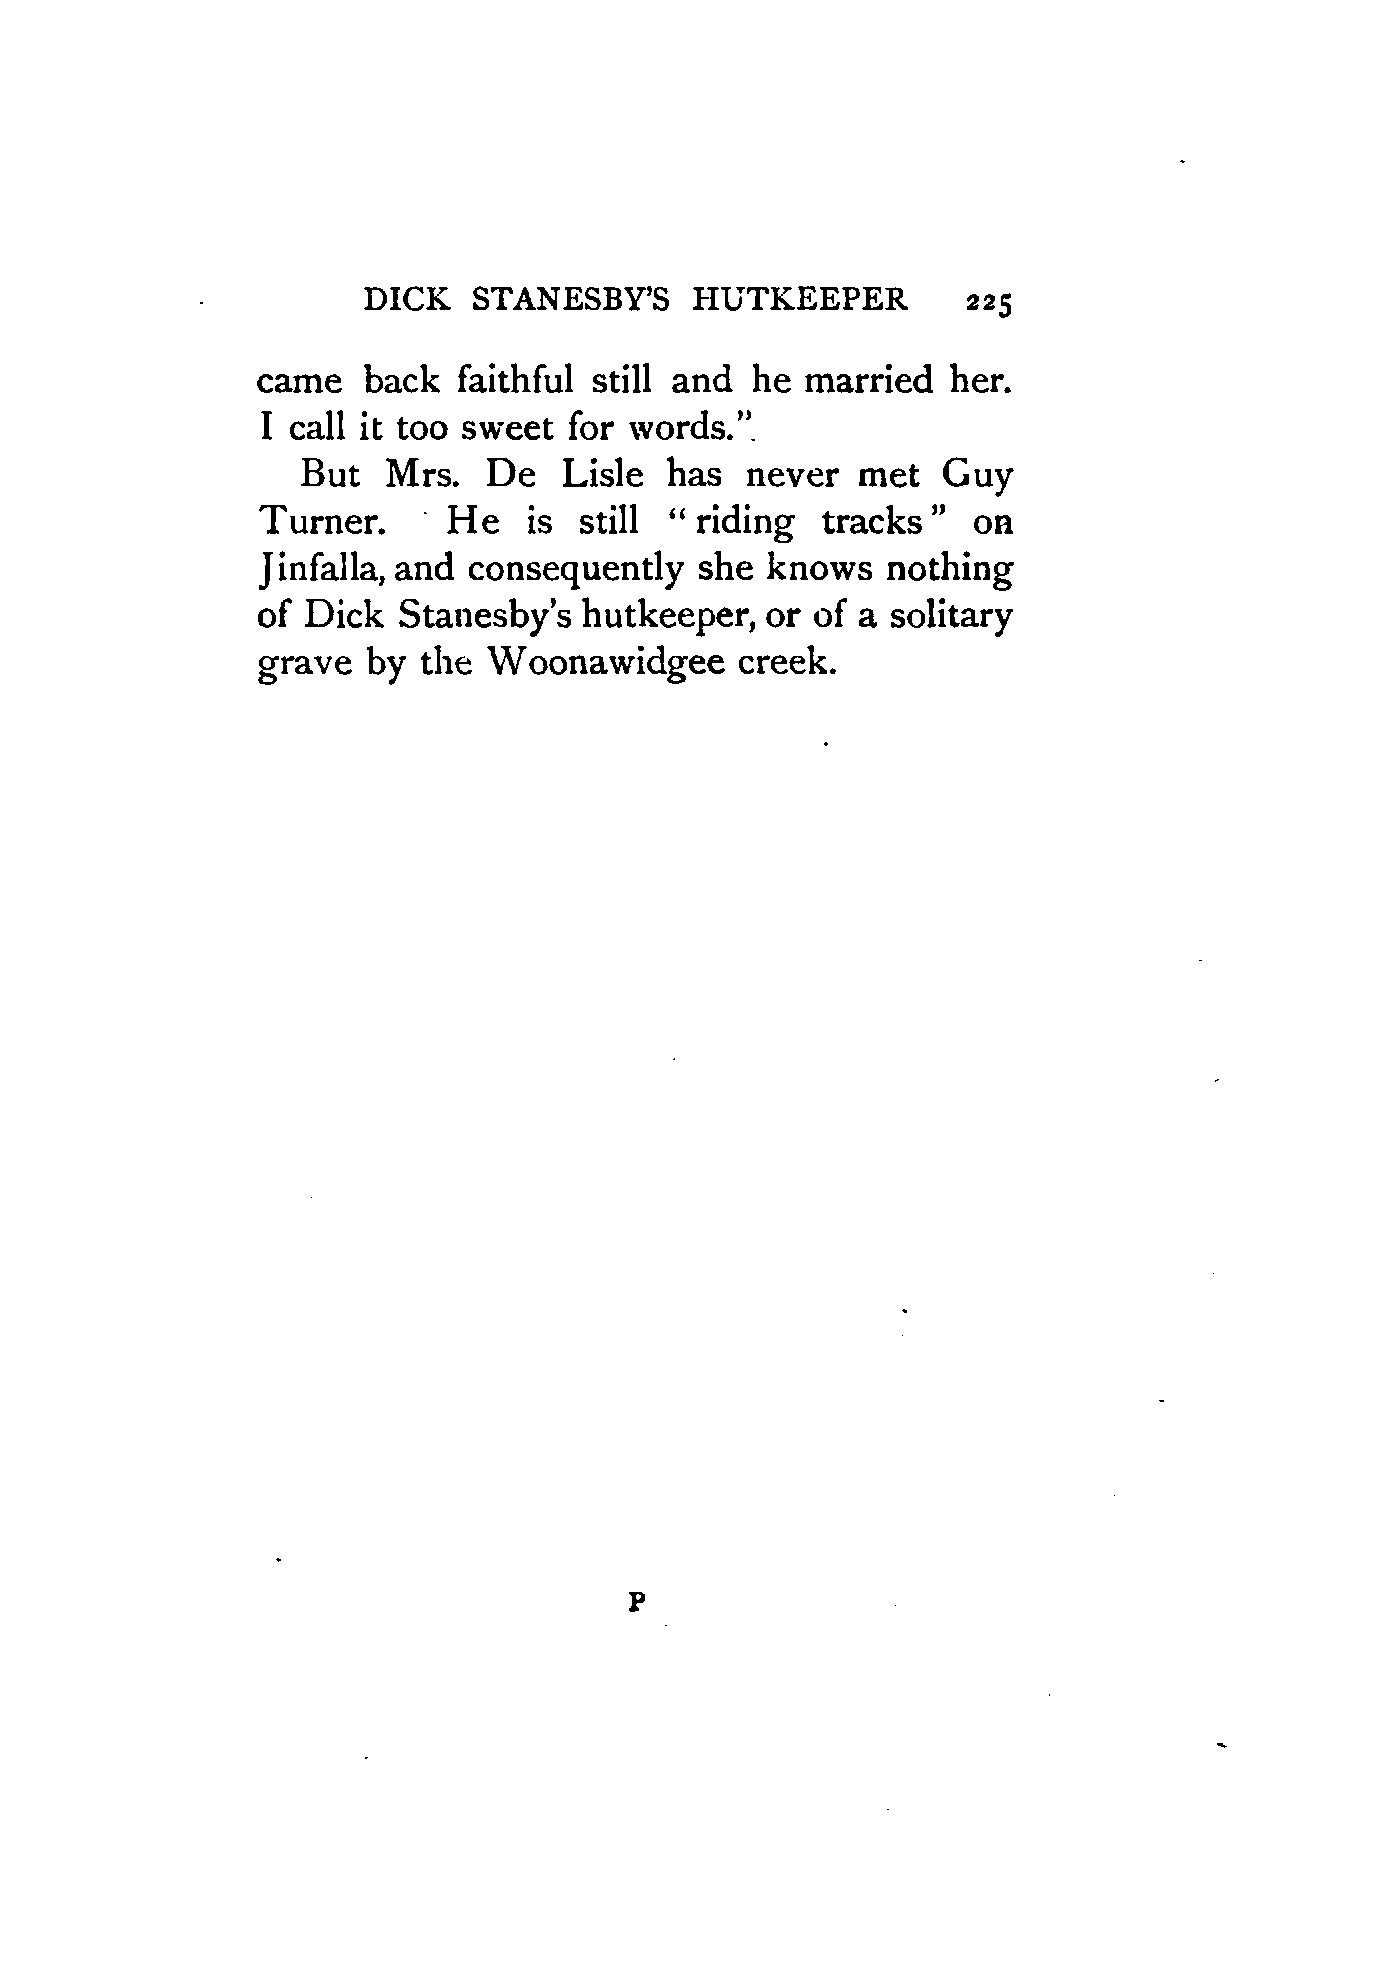 DICK STANESBY'S HUTKEEPER 225
came back faithful still and he married her.
I call it too sweet for words."
But Mrs. De Lisle has never met Guy
Turner. He is still "riding tracks" on
Jinfalla, and consequently she knows nothing
of Dick Stanesby's hutkeeper, or of a solitary
grave by the Woonawidgee creek.
P